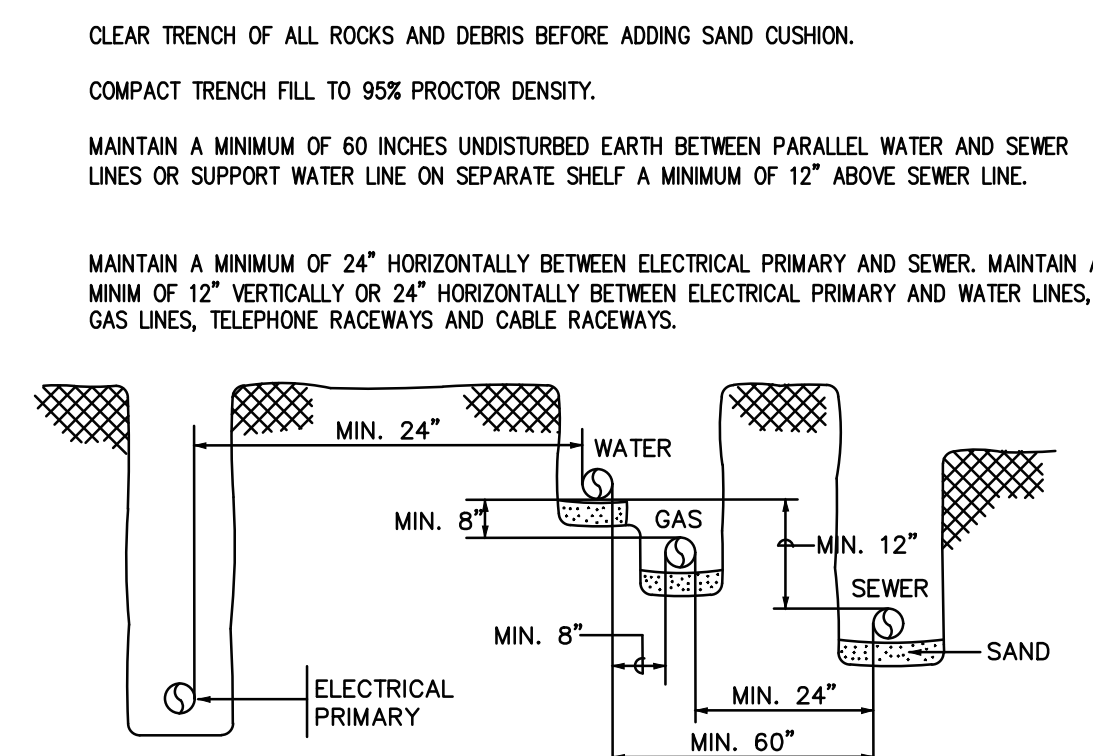 CLEAR TRENCH OF ALL ROCKS AND DEBRIS BEFORE ADDING SAND CUSHION.
COMPACT TRENCH FILL TO 95% PROCTOR DENSITY.
MAINTAIN A MINIMUM OF 60 INCHES UNDISTURBED EARTH BETWEEN PARALLEL WATER AND SEWER
LINES OR SUPPORT WATER LINE ON SEPARATE SHELF A MINIMUM OF 12” ABOVE SEWER LINE.
MAINTAIN A MINIMUM OF 24” HORIZONTALLY BETWEEN ELECTRICAL PRIMARY AND SEWER. MAINTAIN
MINIM OF 12” VERTICALLY OR 24” HORIZONTALLY BETWEEN ELECTRICAL PRIMARY AND WATER LINES,
GAS LINES, TELEPHONE RACEWAYS AND CABLE RACEWAYS.
MIN. 24”
WATER
MIN. 8”
GAS
MIN. 12”
SEWER
MIN. 8”
SAND
ELECTRICAL
PRIMARY
MIN. 24”
MIN. 60”